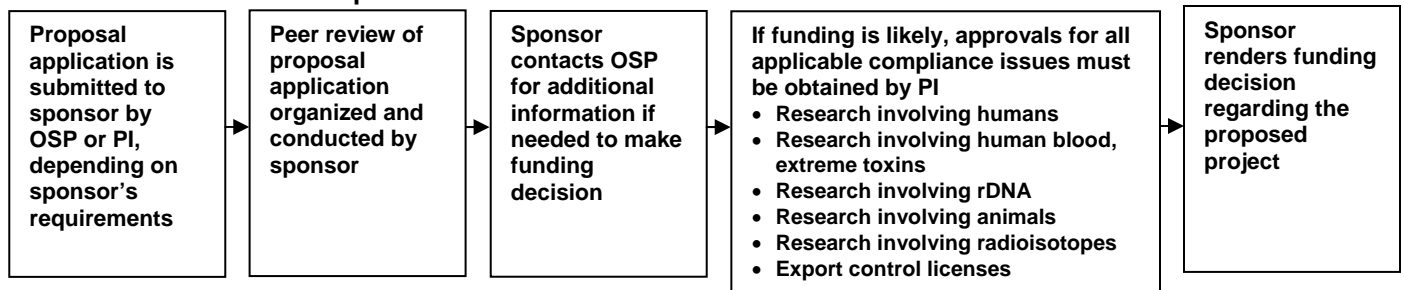 Proposal
application is
submitted to
sponsor by
OSP or PI,
depending on
sponsor’s
requirements
Peer review of
proposal
application
organized and
conducted by
sponsor
Sponsor
contacts OSP
for additional
information if
needed to make
funding
decision
If funding is likely, approvals for all
applicable compliance issues must
be obtained by PI
• Research involving humans
• Research involving human blood,
extreme toxins
• Research involving rDNA
• Research involving animals
• Research involving radioisotopes
• Export control licenses
Sponsor
renders funding
decision
regarding the
proposed
project